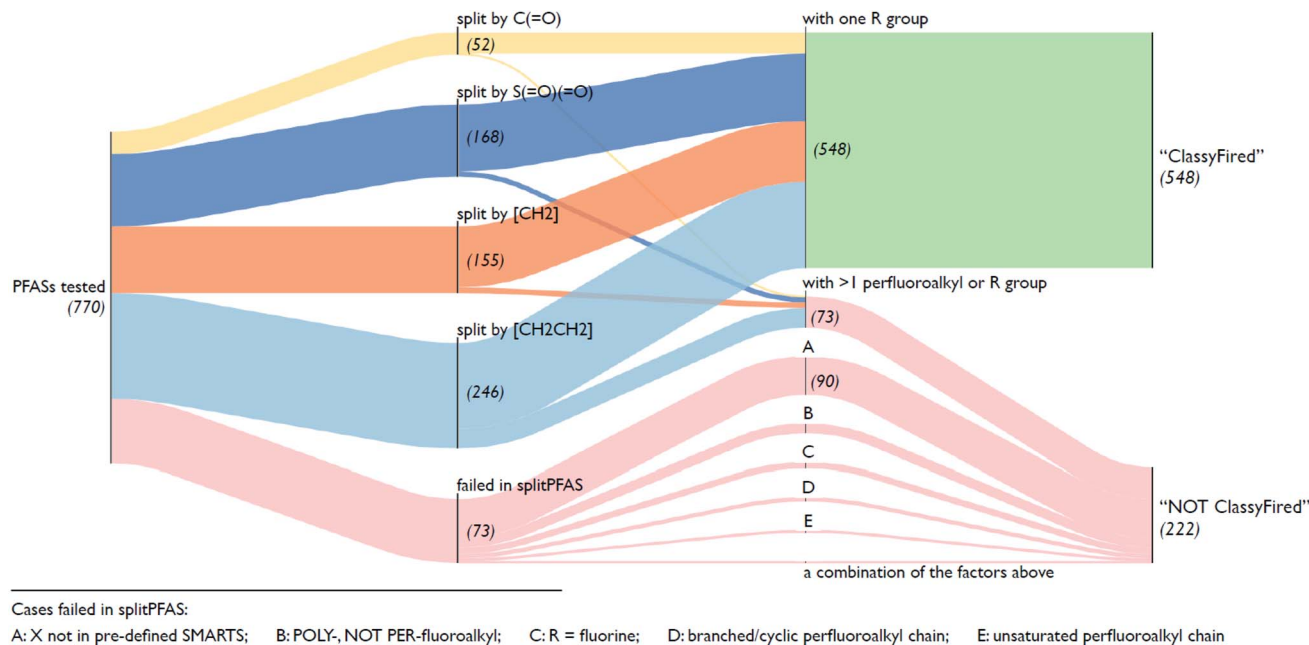 split by C(=O)
(52)
with one R group
split by S(=O)(=O)
(168)
(548)
"ClassyFired"
(548)
split by [CH2]
(155)
PFASs tested
(770)
with >1 perfluoroalkyl or R group
(73)
split by [CH2CH2]
(246)
A
(90)
B
C
failed in splitPFAS
(73)
D
E
"NOT ClassyFired"
(222)
a combination of the factors above
Cases failed in splitPFAS:
A: X not in pre-defined SMARTS; B: POLY-, NOT PER-fluoroalkyl; C: R = fluorine; D: branched/cyclic perfluoroalkyl chain; E: unsaturated perfluoroalkyl chain